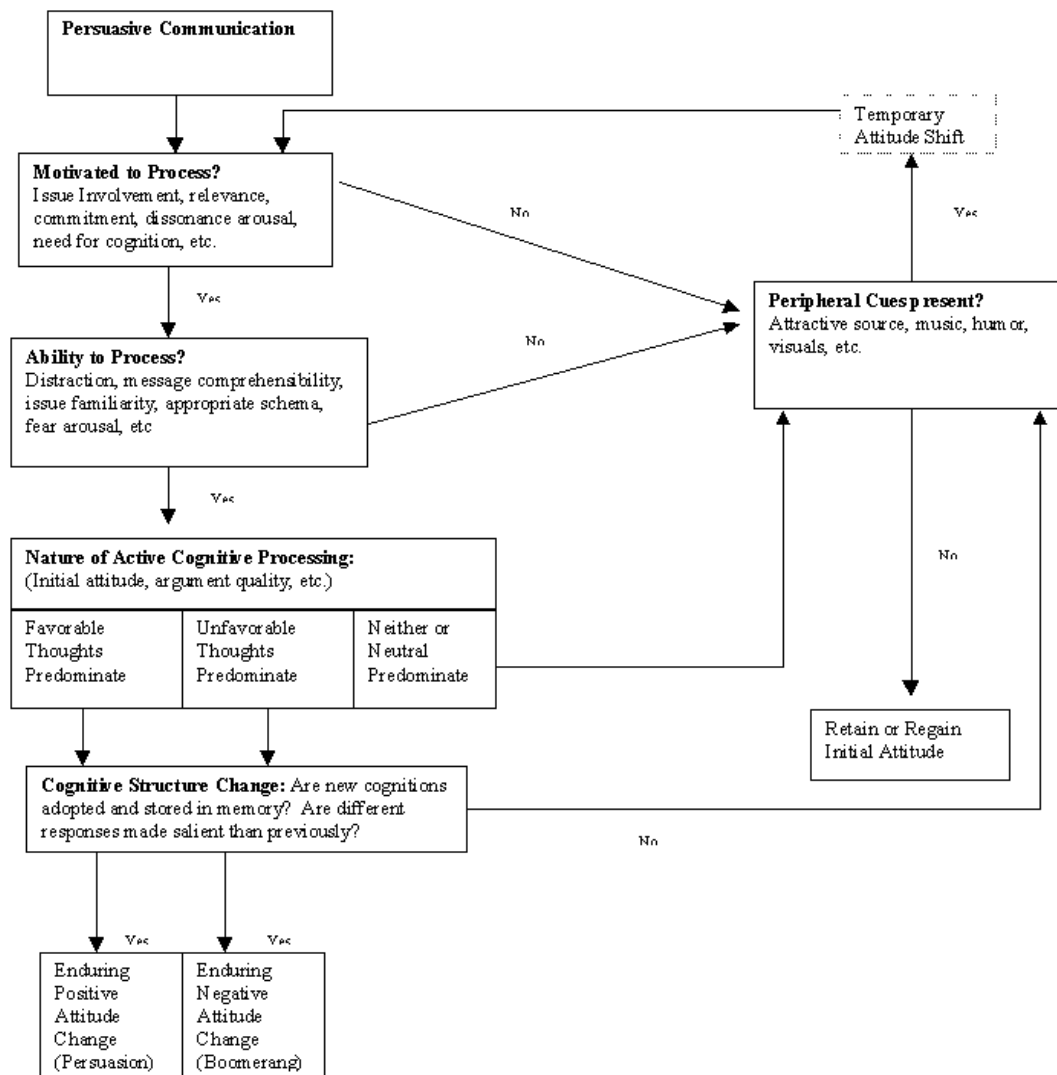 Persuasive Communication
Temporary
Attitude Shift
Motivated to Process?
Issue Involvement, relevance,
commitment, dissonance arousal,
need for cognition, etc.
No
Yes
Peripheral Cues present?
Attractive source, music, humor,
visuals, etc.
Yes
No
Ability to Process?
Distraction, message comprehensibility,
issue familiarity, appropriate schema,
fear arousal, etc
Yes
Nature of Active Cognitive Processing:
(Initial attitude, argument quality, etc.)
No
Favorable
Thoughts
Predominate
Unfavorable
Thoughts
Predominate
Neither or
Neutral
Predominate
Retain or Regain
Initial Attitude
Cognitive Structure Change: Are new cognitions
adopted and stored in memory? Are different
responses made salient than previously?
No
Yes
Yes
Enduring
Positive
Attitude
Change
(Persuasion)
Enduring
Negative
Attitude
Change
(Boomerang)